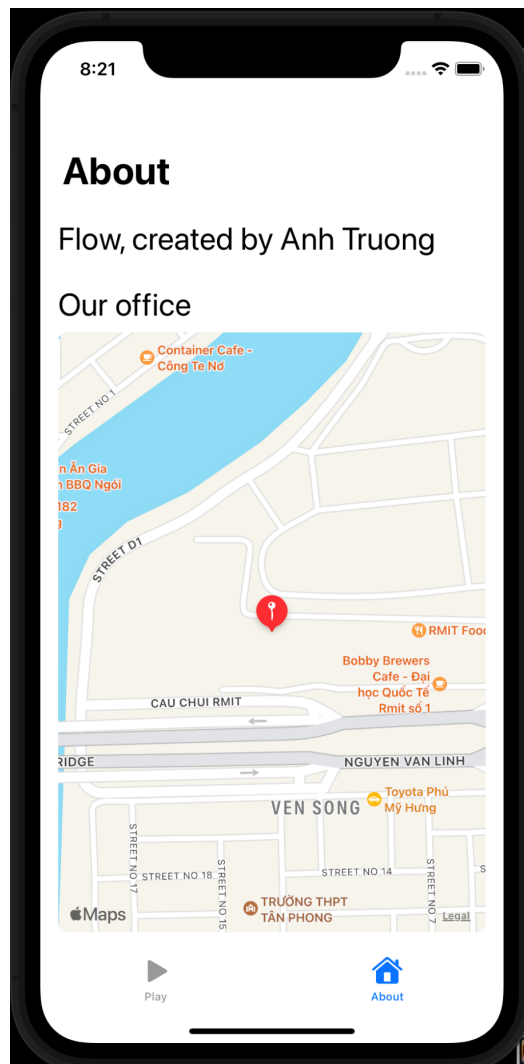 8:21
About
Flow, created by Anh Truong
Our office
Container Cafe -
Công Te Nơ
STREET NO.1
n Ân Gia
n BBQ Ngói
182
STREET D1
RMIT Food
Bobby Brewers
Cafe - Đại
học Quốc Tế
Rmit số 1
CAU CHUI RMIT
RIDGE
NGUYEN VAN LINH
Toyota Phú
Mỹ Hưng
VEN SONG
STREET NO 17
STREET NO 18
STREET NO 15
STREET NO 14
STREET NO 7
S
TRƯỜNG THPT
TÂN PHONG
Maps
Legal
Play
About